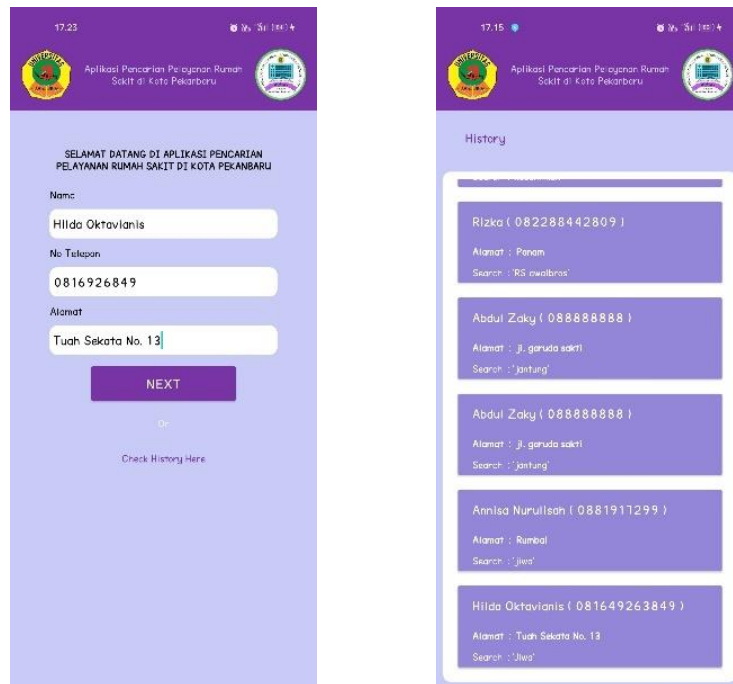 17.23
Aplikasi Pencarian Pelayanan Rumah
Sakit di Kota Pekanbaru
SELAMAT DATANG DI APLIKASI PENCARIAN
PELAYANAN RUMAH SAKIT DI KOTA PEKANBARU
Nama
Hilda Oktavianis
No Telepon
0816926849
Alamat
Tuah Sekata No. 13
NEXT
Or
Check History Here
17.15
Aplikasi Pencarian Pelayanan Rumah
Sakit di Kota Pekanbaru
History
Rizka ( 082288442809 )
Alamat : Panam
Search : 'RS awalbros'
Abdul Zaky ( 088888888 )
Alamat : jl. garuda sakti
Search : 'jantung'
Abdul Zaky ( 088888888 )
Alamat : jl. garuda sakti
Search : 'jantung'
Annisa Nurulisah ( 0881917299 )
Alamat : Rumbai
Search : 'jiwa'
Hilda Oktavianis ( 081649263849 )
Alamat : Tuah Sekata No. 13
Search : 'Jiwa'